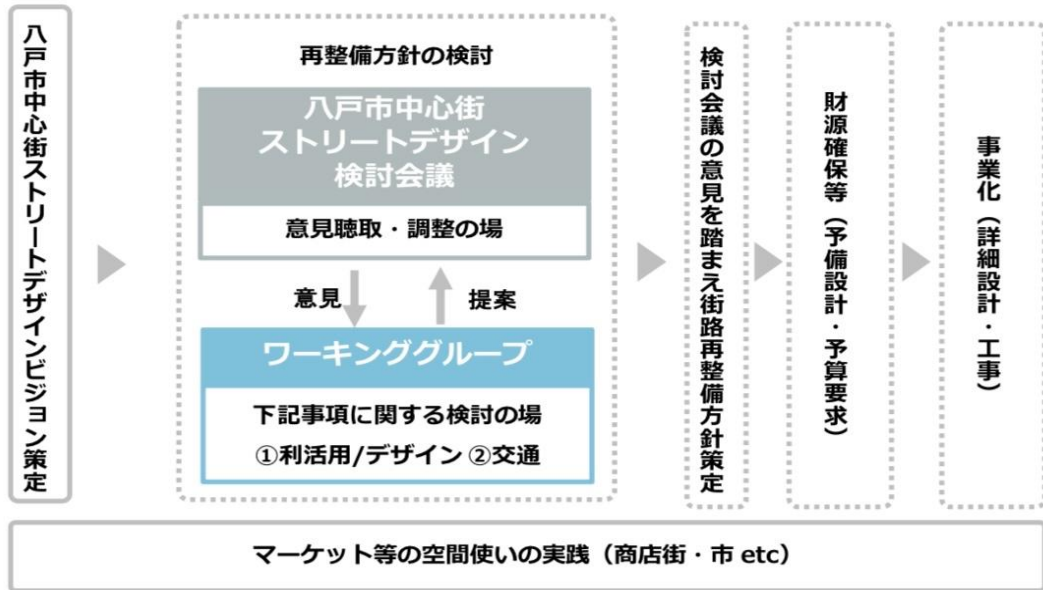 八戸市中心街ストリートデザインビジョン策定
再整備方針の検討
八戸市中心街
ストリートデザイン
検討会議
意見聴取・調整の場
意見
提案
ワーキンググループ
下記事項に関する検討の場
①利活用/デザイン ②交通
検討会議の意見を踏まえ街路再整備方針策定
財源確保等（予備設計・予算要求）
事業化（詳細設計・工事）
マーケット等の空間使いの実践（商店街・市 etc）